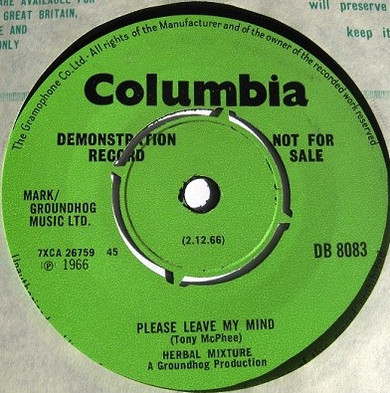 ARE AVAILABLE FOR
GREAT BRITAIN,
E AND
ONLY
will preserve
keep it
The Gramophone Co. Ltd.- All rights of the Manufacturer and of the owner of the recorded work reserved
Columbia
DEMONSTRATION
RECORD
NOT FOR
SALE
MARK/
GROUNDHOG
MUSIC LTD.
7XCA 26759 45
Ⓟ 1966
(2.12.66)
DB 8083
PLEASE LEAVE MY MIND
(Tony McPhee)
HERBAL MIXTURE
A Groundhog Production